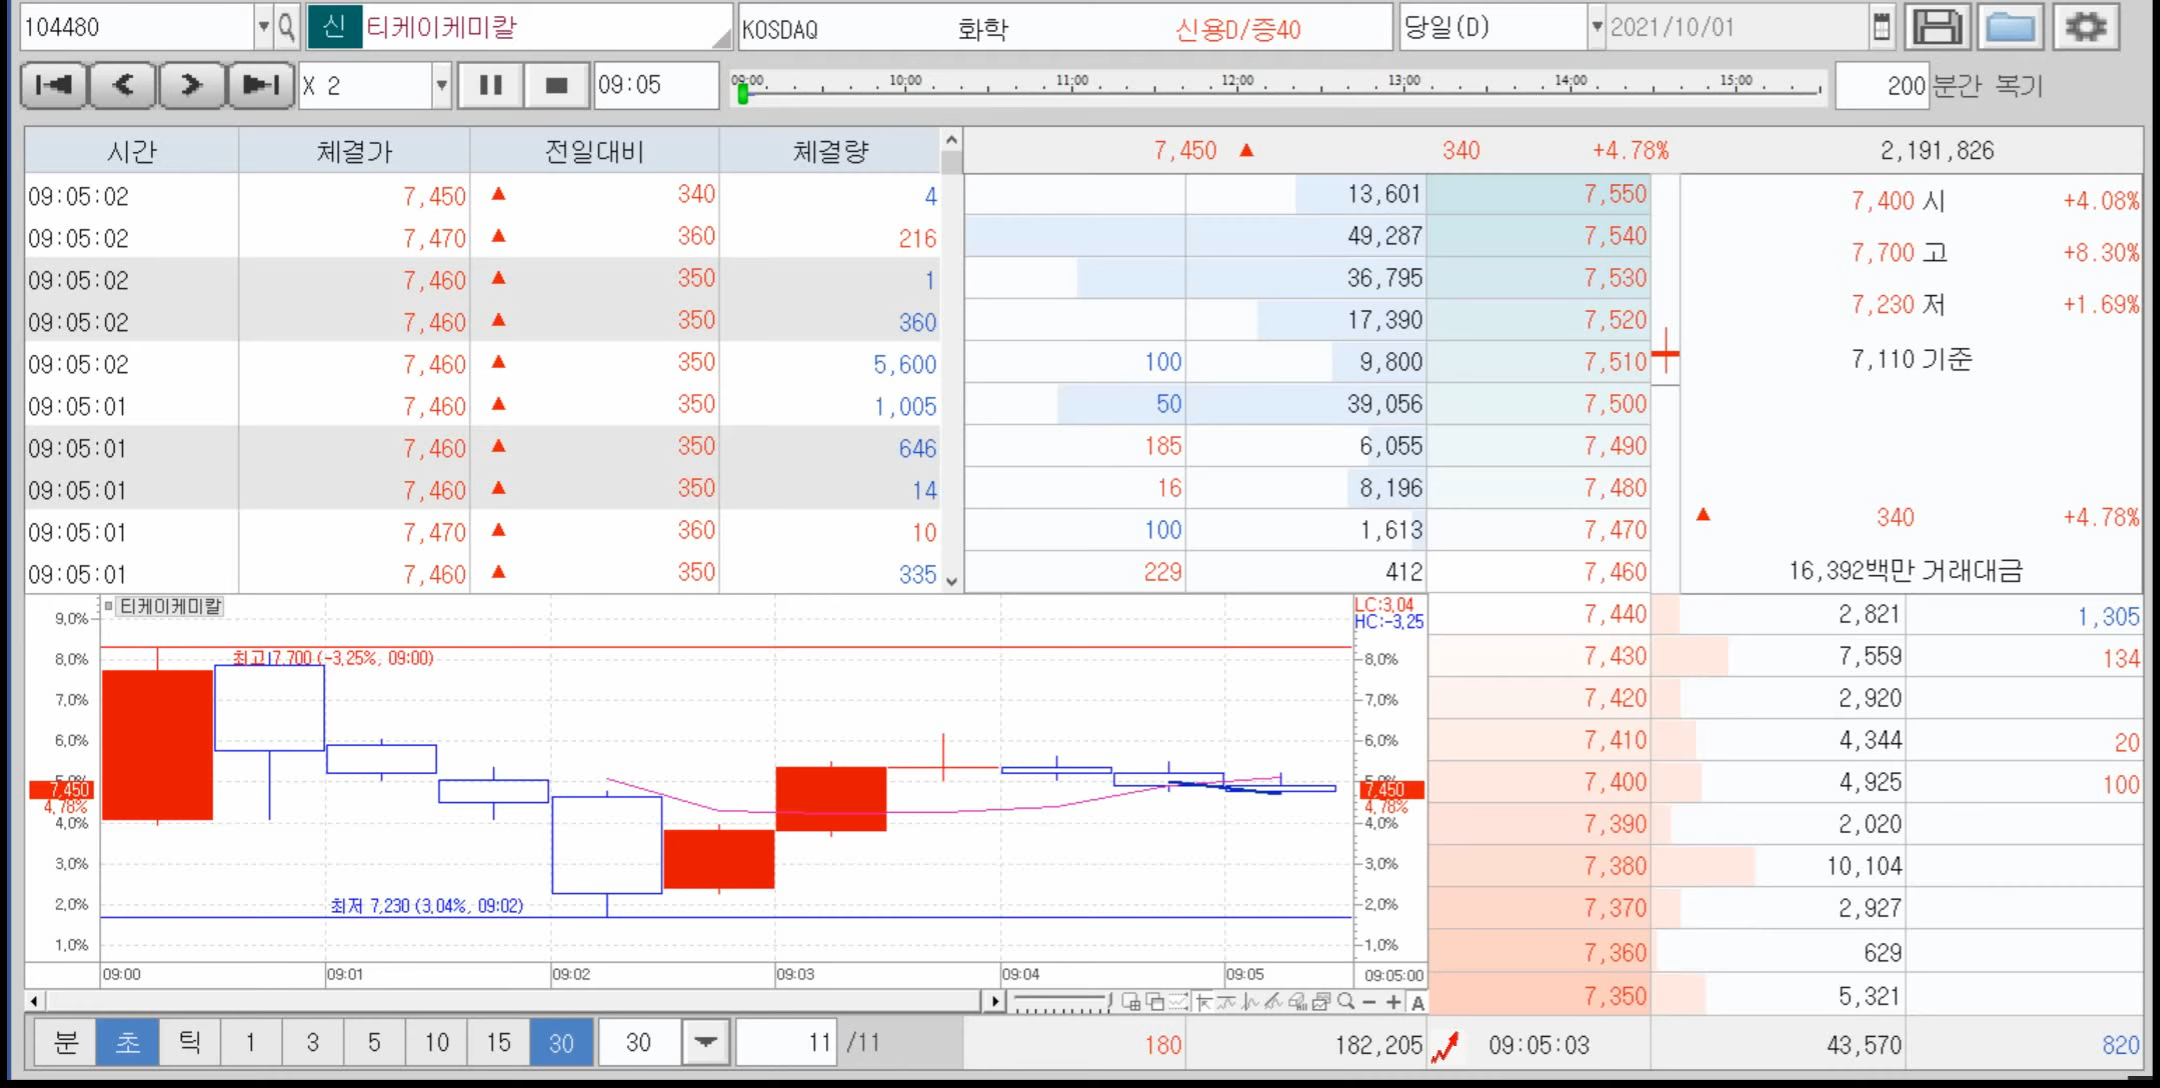 104480 신 티케이케미칼 KOSDAQ 화학 신용D/증40 당일(D) 2021/10/01
X 2 09:05 09:00 10:00 11:00 12:00 13:00 14:00 15:00 200 분간 복기
시간 체결가 전일대비 체결량
09:05:02 7,450 ▲ 340 4
09:05:02 7,470 ▲ 360 216
09:05:02 7,460 ▲ 350 1
09:05:02 7,460 ▲ 350 360
09:05:02 7,460 ▲ 350 5,600
09:05:01 7,460 ▲ 350 1,005
09:05:01 7,460 ▲ 350 646
09:05:01 7,460 ▲ 350 14
09:05:01 7,470 ▲ 360 10
09:05:01 7,460 ▲ 350 335
7,450 ▲ 340 +4.78% 2,191,826
13,601 7,550
49,287 7,540
36,795 7,530
17,390 7,520
100 9,800 7,510
50 39,056 7,500
185 6,055 7,490
16 8,196 7,480
100 1,613 7,470
229 412 7,460
7,400 시 +4.08%
7,700 고 +8.30%
7,230 저 +1.69%
7,110 기준
▲ 340 +4.78%
16,392백만 거래대금
티케이케미칼
LC:3,04
HC:-3,25
최고 7,700 (-3,25%, 09:00)
최저 7,230 (3,04%, 09:02)
9,0%
8,0%
7,0%
6,0%
5,0%
7,450
4,78%
4,0%
3,0%
2,0%
1,0%
8,0%
7,0%
6,0%
5,0%
7,450
4,78%
4,0%
3,0%
2,0%
1,0%
09:00 09:01 09:02 09:03 09:04 09:05 09:05:00
A
7,440 2,821 1,305
7,430 7,559 134
7,420 2,920
7,410 4,344 20
7,400 4,925 100
7,390 2,020
7,380 10,104
7,370 2,927
7,360 629
7,350 5,321
분 초 틱 1 3 5 10 15 30 30 11 /11 180 182,205 09:05:03 43,570 820